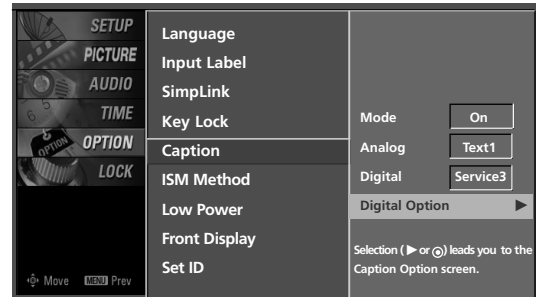 SETUP
PICTURE
AUDIO
TIME
OPTION
LOCK
Move MENU Prev
Language
Input Label
SimpLink
Key Lock
Caption
ISM Method
Low Power
Front Display
Set ID
Mode On
Analog Text1
Digital Service3
Digital Option ▶
Selection (▶ or ◉) leads you to the
Caption Option screen.